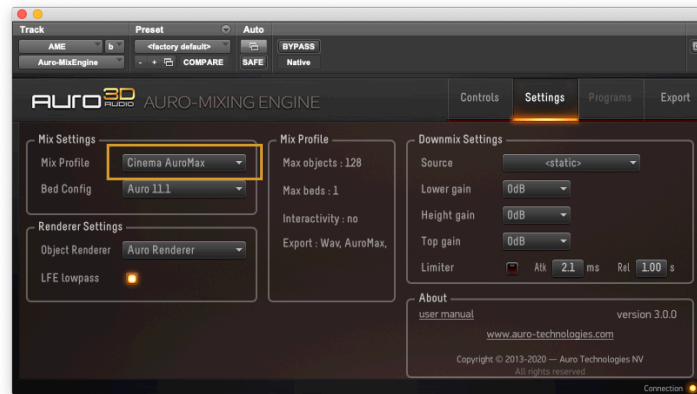 Track Preset Auto
AME b <factory default> BYPASS
Auro-MixEngine - + COMPARE SAFE Native
AURO 3D AUDIO AURO-MIXING ENGINE Controls Settings Programs Export
Mix Settings
Mix Profile Cinema AuroMax
Bed Config Auro 11.1
Renderer Settings
Object Renderer Auro Renderer
LFE lowpass
Mix Profile
Max objects : 128
Max beds : 1
Interactivity : no
Export : Wav, AuroMax,
Downmix Settings
Source <static>
Lower gain 0dB
Height gain 0dB
Top gain 0dB
Limiter Atk 2.1 ms Rel 1.00 s
About
user manual version 3.0.0
www.auro-technologies.com
Copyright © 2013-2020 — Auro Technologies NV
All rights reserved
Connection